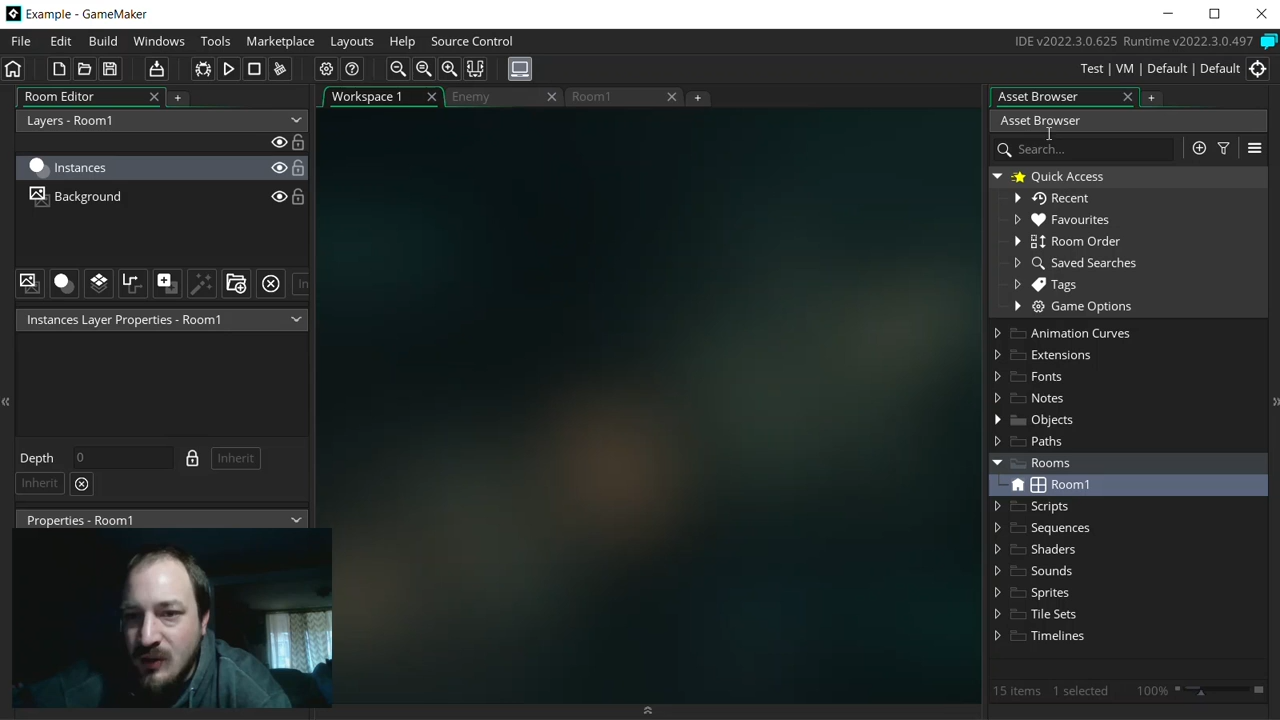 Example - GameMaker
File Edit Build Windows Tools Marketplace Layouts Help Source Control
IDE v2022.3.0.625 Runtime v2022.3.0.497
Test | VM | Default | Default
Room Editor
Workspace 1
Enemy
Room1
Asset Browser
Layers - Room1
Asset Browser
Search...
Instances
Background
Quick Access
Recent
Favourites
Room Order
Saved Searches
Tags
Game Options
In
Instances Layer Properties - Room1
Animation Curves
Extensions
Fonts
Notes
Objects
Paths
Rooms
Room1
Scripts
Sequences
Shaders
Sounds
Sprites
Tile Sets
Timelines
Depth 0 Inherit
Inherit
Properties - Room1
15 items 1 selected 100%